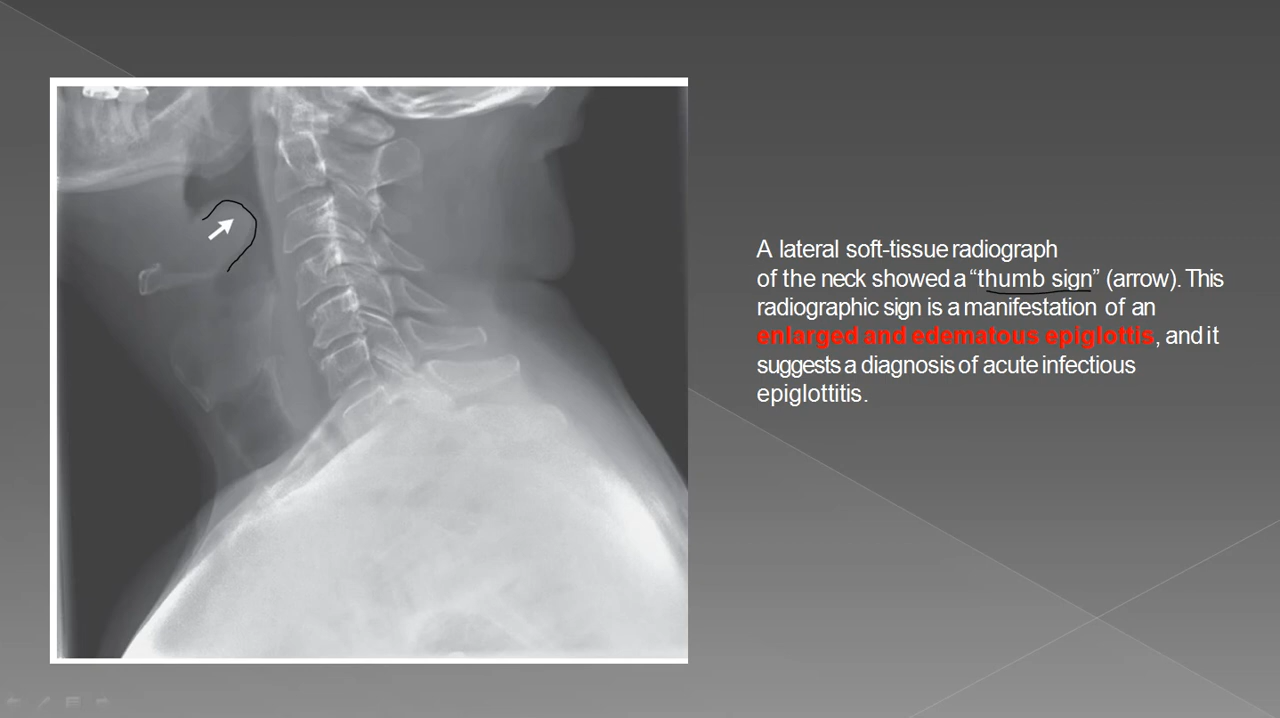 A lateral soft-tissue radiograph
of the neck showed a “thumb sign” (arrow). This
radiographic sign is a manifestation of an
enlarged and edematous epiglottis, and it
suggests a diagnosis of acute infectious
epiglottitis.